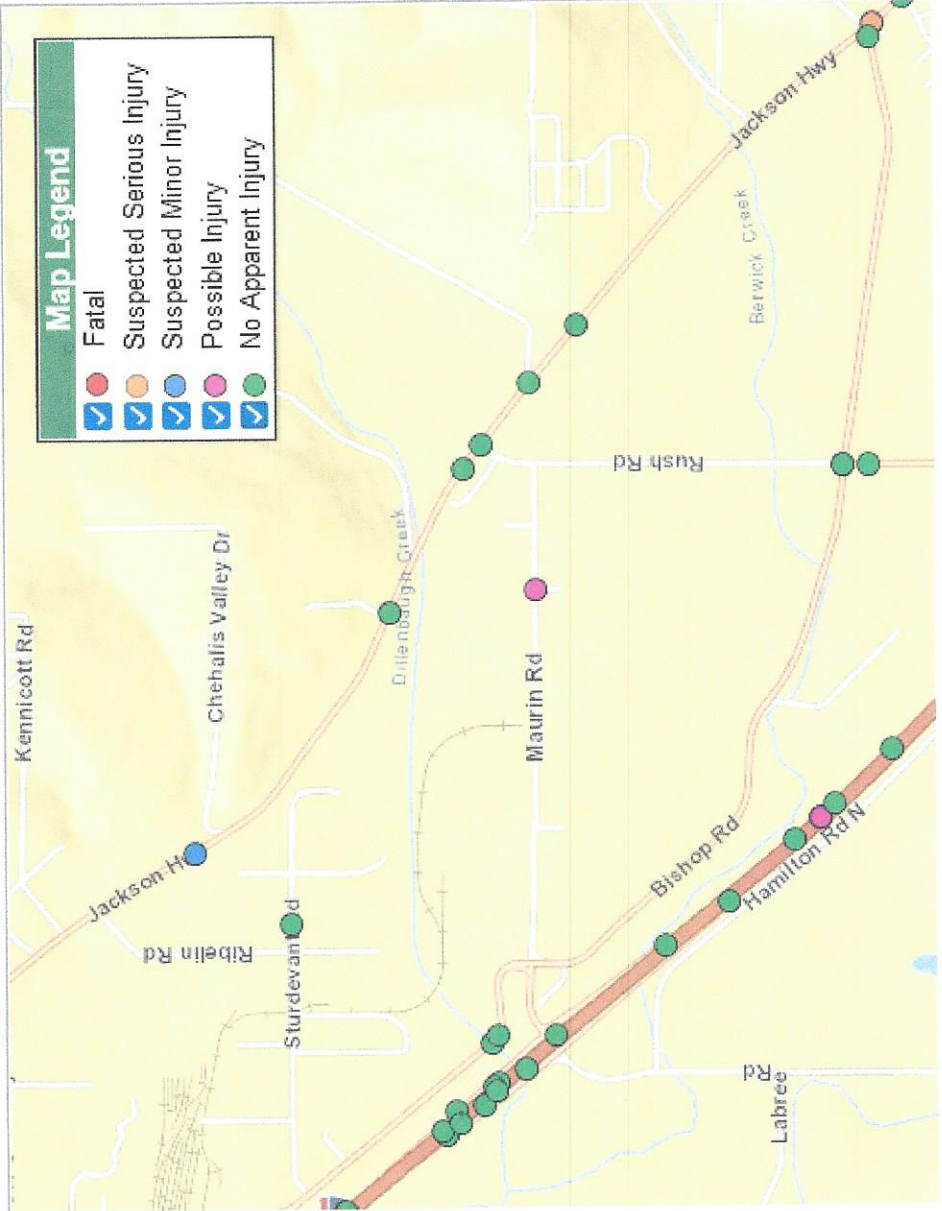 Map Legend
Fatal
Suspected Serious Injury
Suspected Minor Injury
Possible Injury
No Apparent Injury
Kennicott Rd
Chehalis Valley Dr
Jackson H
Ribelin Rd
Sturdevant d
Dillenbaugh Creek
Maurin Rd
Rush Rd
Jackson Hwy
Berwick Creek
Bishop Rd
Hamilton Rd N
Labree
Rd